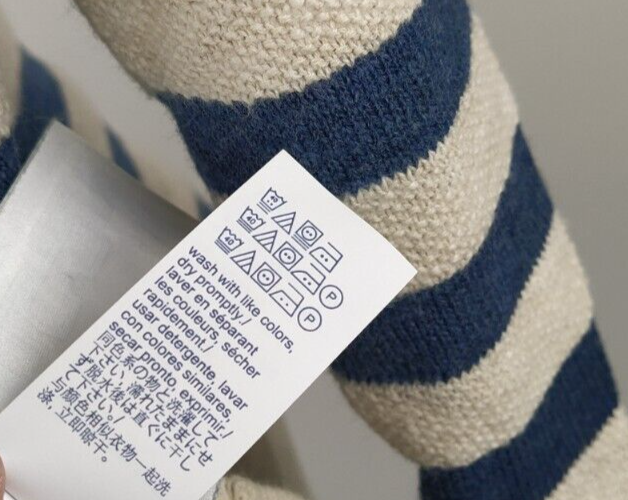 40
40
40
P
P
wash with like colors,
dry promptly./
laver en séparant
les couleurs, sécher
rapidement./
usar detergente, lavar
con colores similares,
secar pronto, exprimir./
同色系の物と洗濯して
下さい。濡れたままにせ
ず脱水後は直ぐに干し
て下さい。/
与颜色相似衣物一起洗
涤,立即晾干。